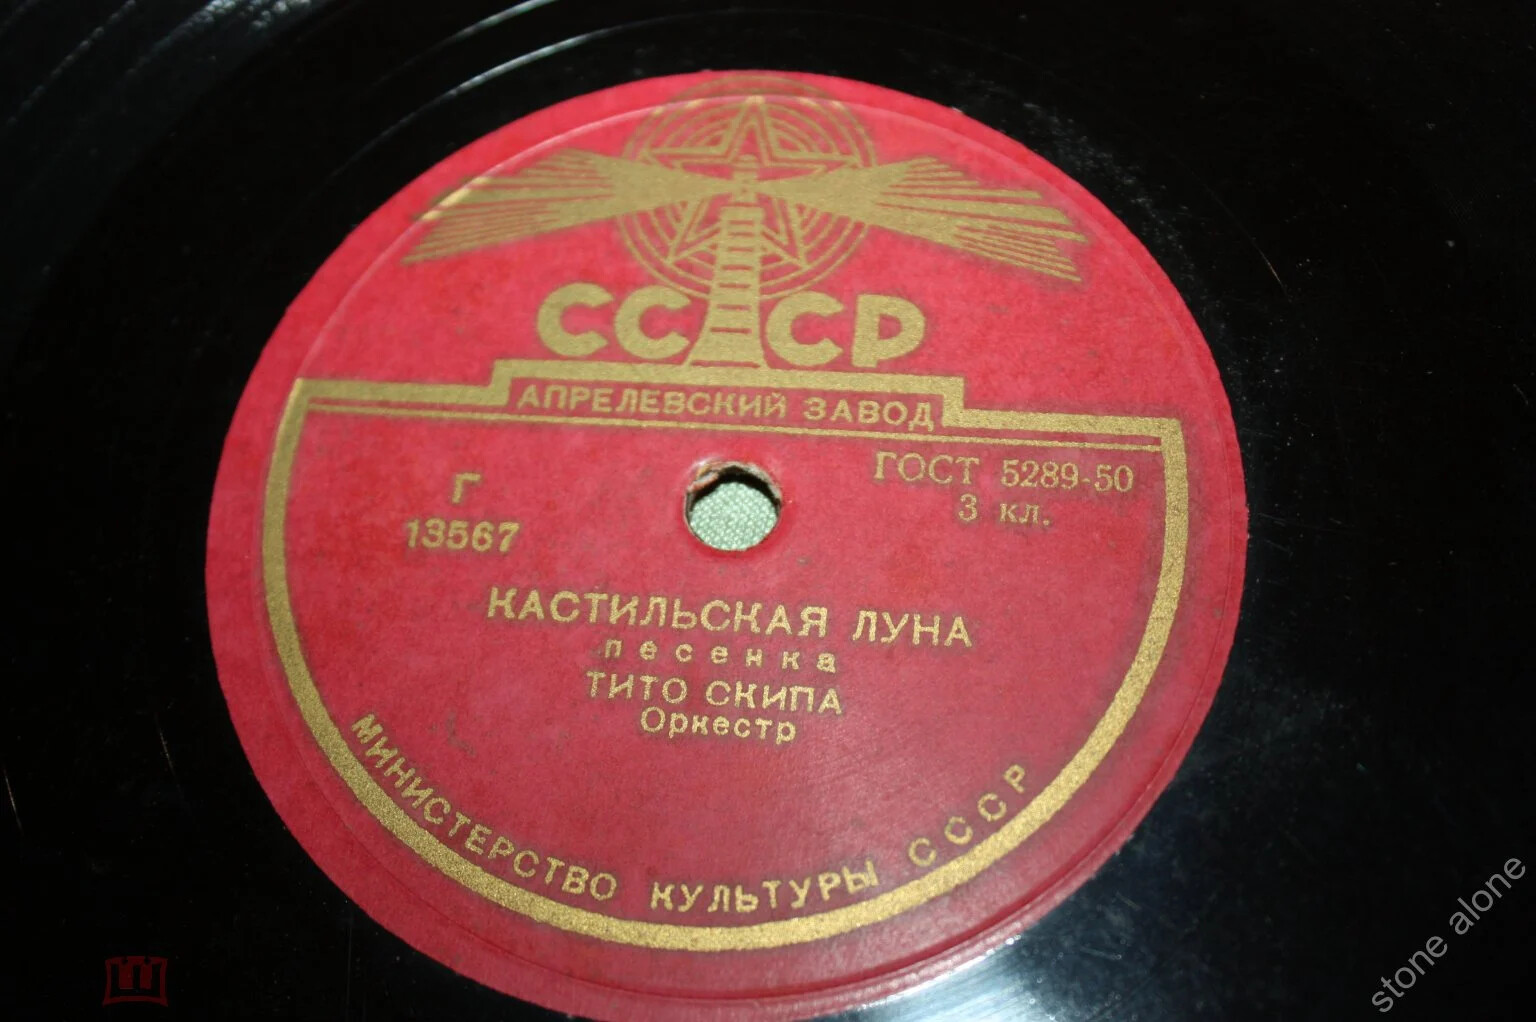 СССР
АПРЕЛЕВСКИЙ ЗАВОД
Г
13567
ГОСТ 5289-50
3 кл.
КАСТИЛЬСКАЯ ЛУНА
песенка
ТИТО СКИПА
Оркестр
МИНИСТЕРСТВО КУЛЬТУРЫ СССР
stone alone